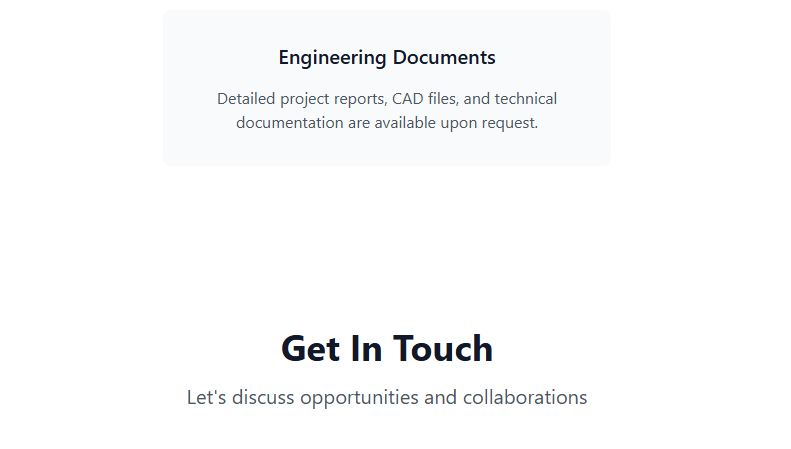 Engineering Documents
Detailed project reports, CAD files, and technical
documentation are available upon request.
Get In Touch
Let's discuss opportunities and collaborations